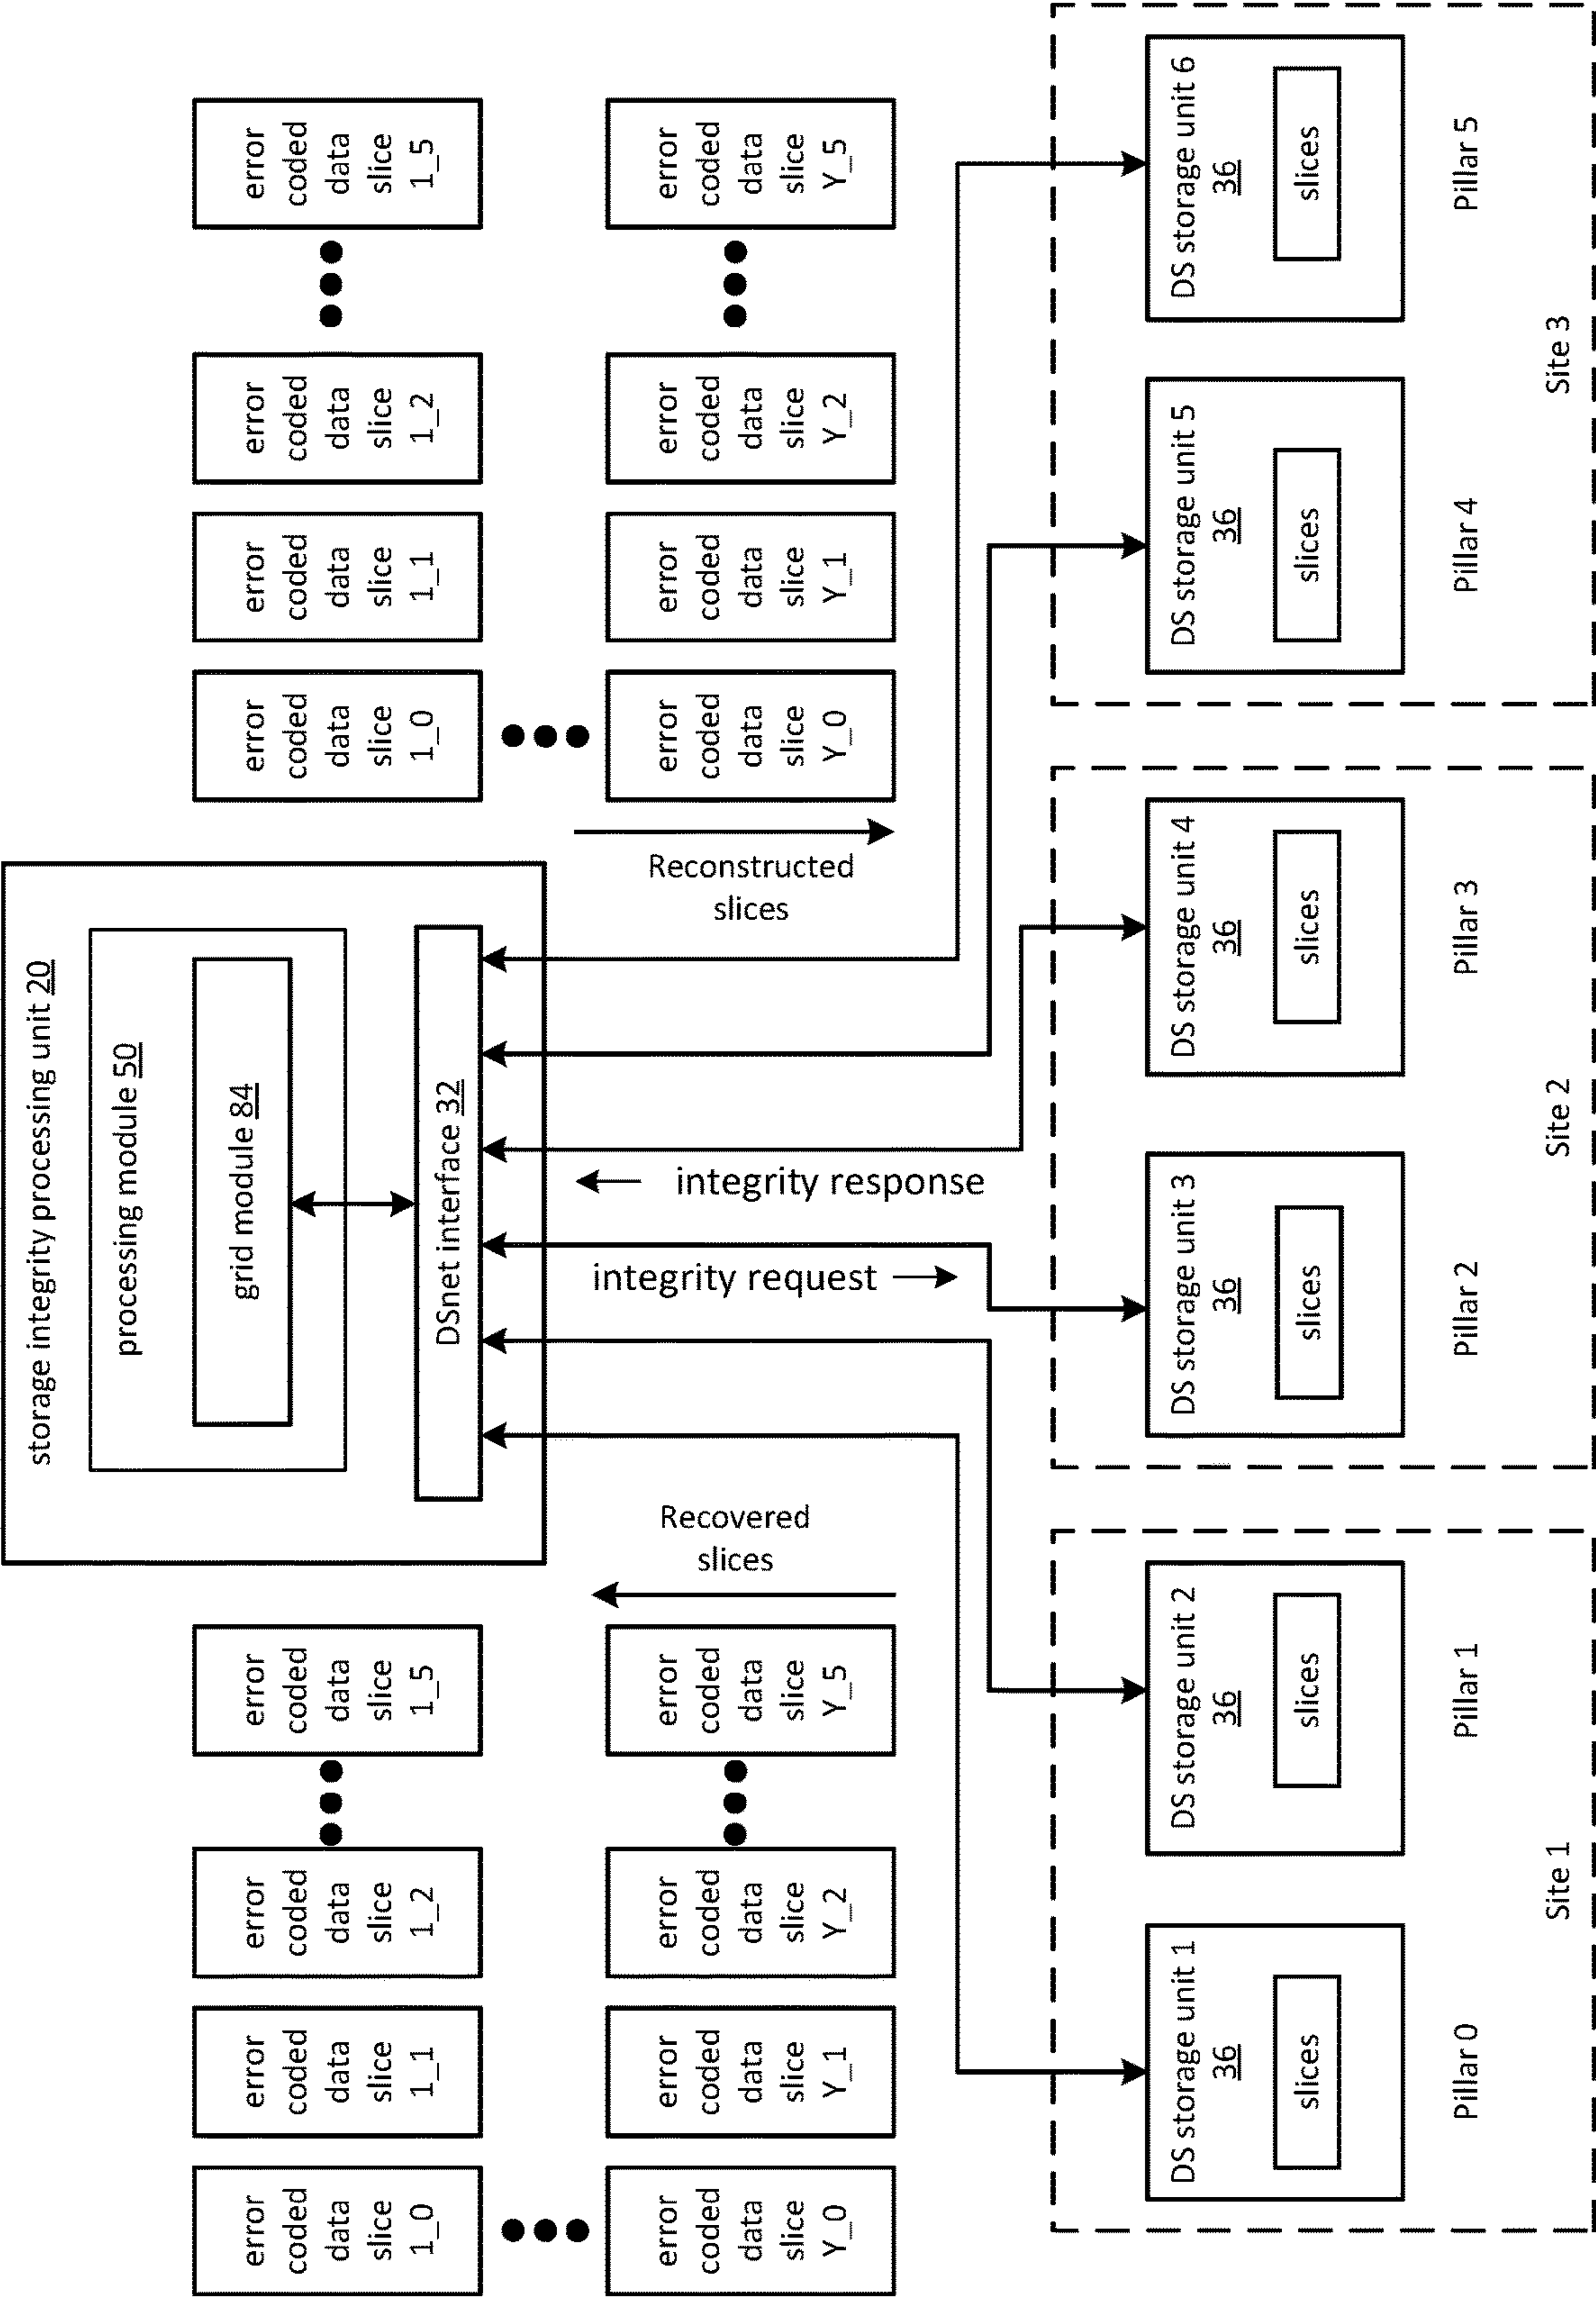 storage integrity processing unit 20
processing module 50
grid module 84
DSnet interface 32
error
coded
data
slice
1_0
error
coded
data
slice
1_1
error
coded
data
slice
1_2
error
coded
data
slice
1_5
error
coded
data
slice
Y_0
error
coded
data
slice
Y_1
error
coded
data
slice
Y_2
error
coded
data
slice
Y_5
Recovered
slices
integrity request
integrity response
Reconstructed
slices
error
coded
data
slice
1_0
error
coded
data
slice
1_1
error
coded
data
slice
1_2
error
coded
data
slice
1_5
error
coded
data
slice
Y_0
error
coded
data
slice
Y_1
error
coded
data
slice
Y_2
error
coded
data
slice
Y_5
DS storage unit 1
36
slices
Pillar 0
DS storage unit 2
36
slices
Pillar 1
Site 1
DS storage unit 3
36
slices
Pillar 2
DS storage unit 4
36
slices
Pillar 3
Site 2
DS storage unit 5
36
slices
Pillar 4
DS storage unit 6
36
slices
Pillar 5
Site 3